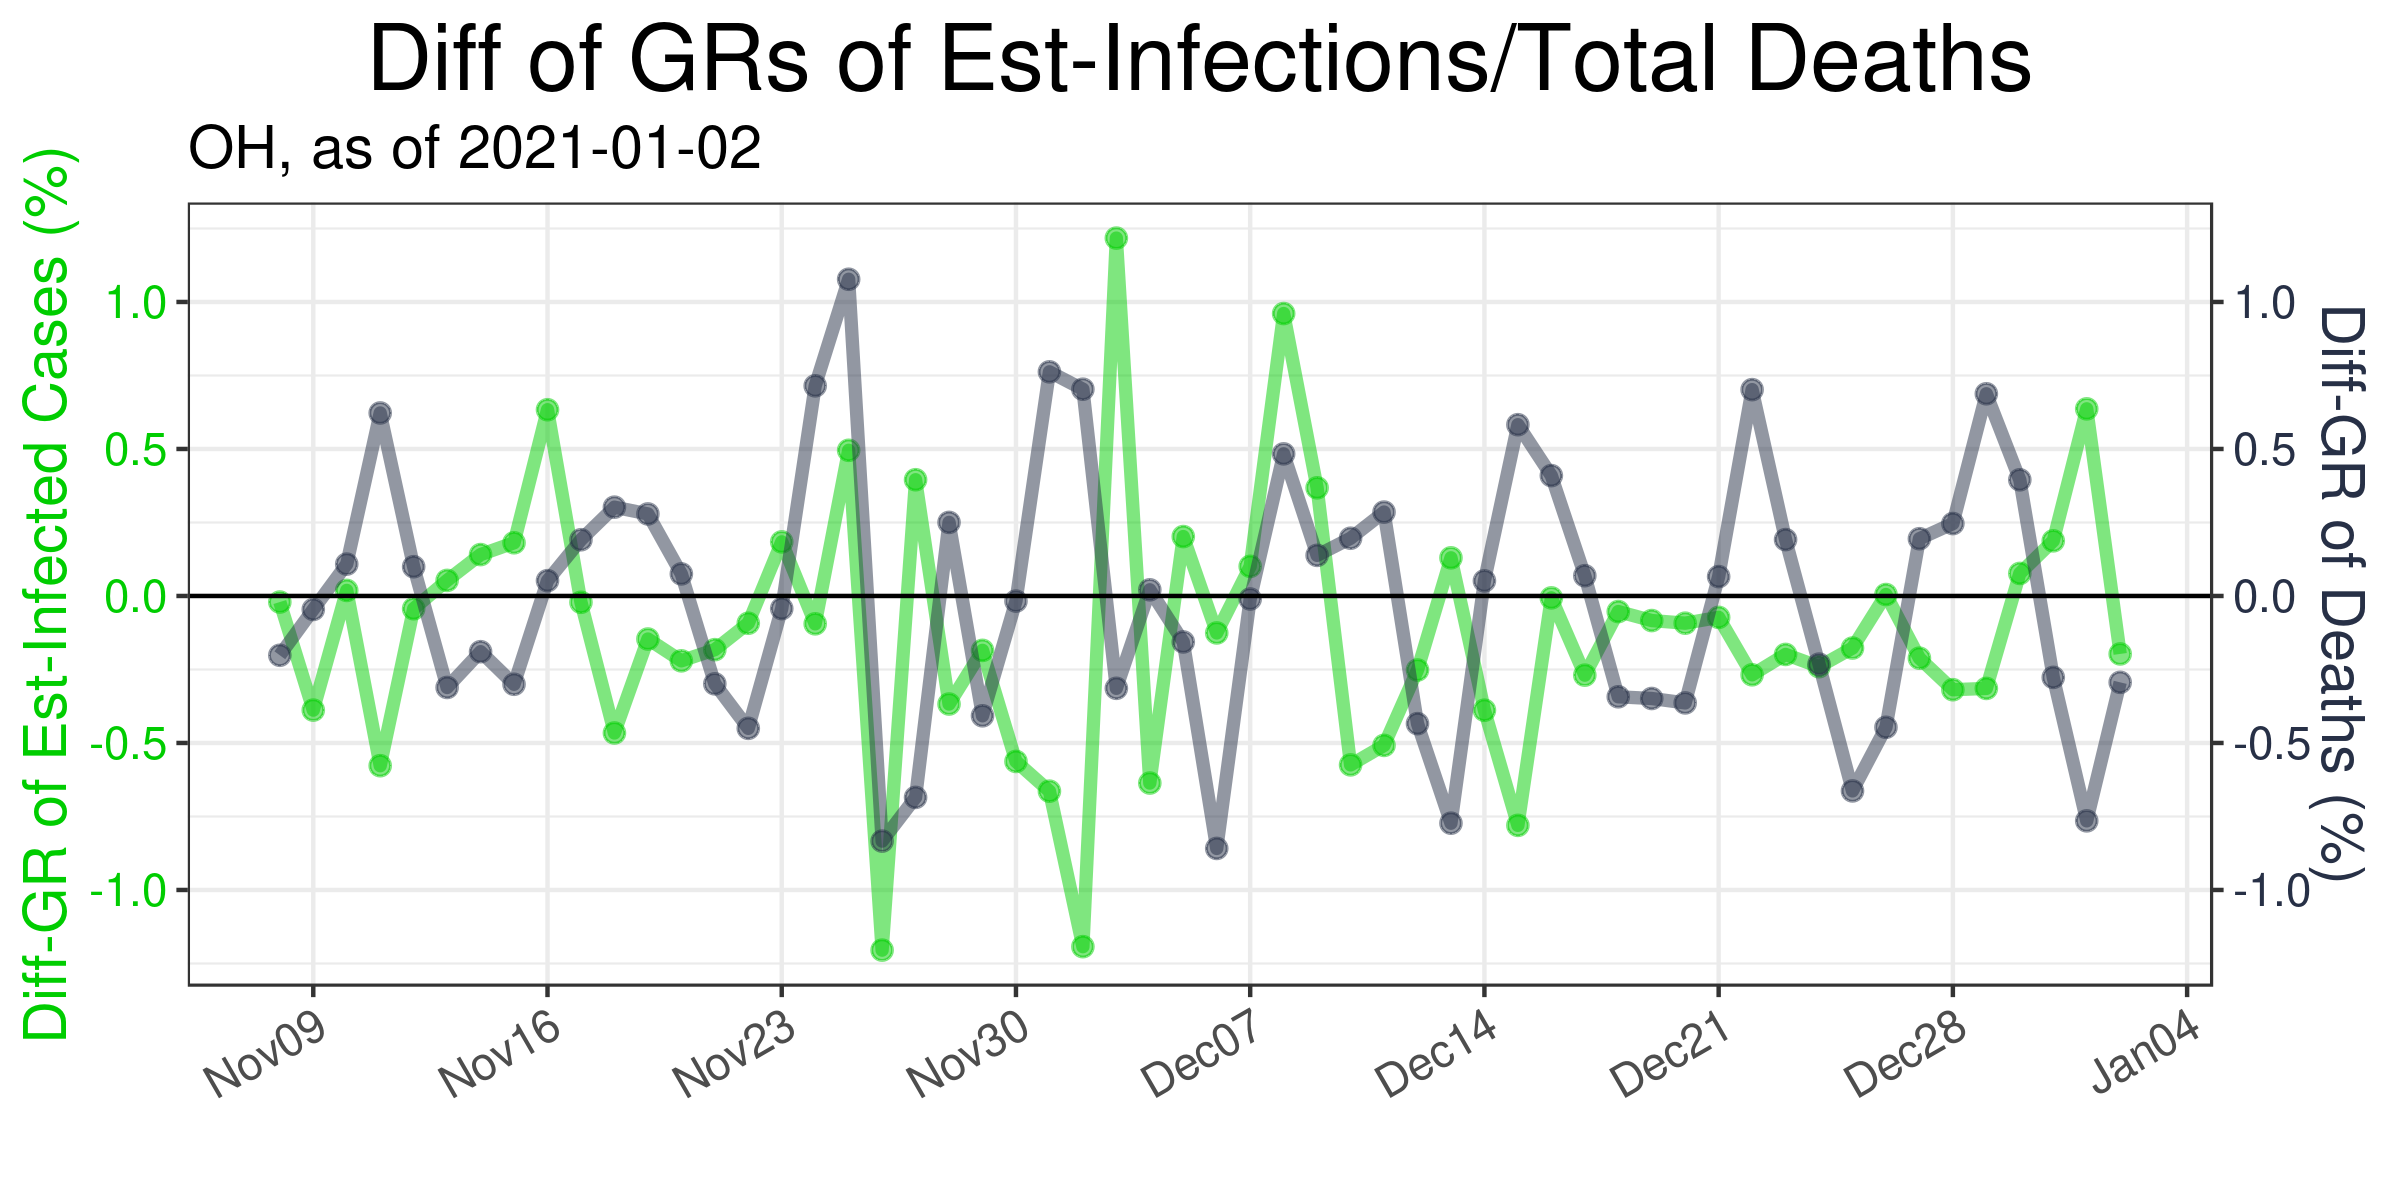 Diff of GRs of Est-Infections/Total Deaths
OH, as of 2021-01-02
Diff-GR of Est-Infected Cases (%)
1.0
0.5
0.0
-0.5
-1.0
1.0
0.5
0.0
-0.5
-1.0
Diff-GR of Deaths (%)
Nov09
Nov16
Nov23
Nov30
Dec07
Dec14
Dec21
Dec28
Jan04